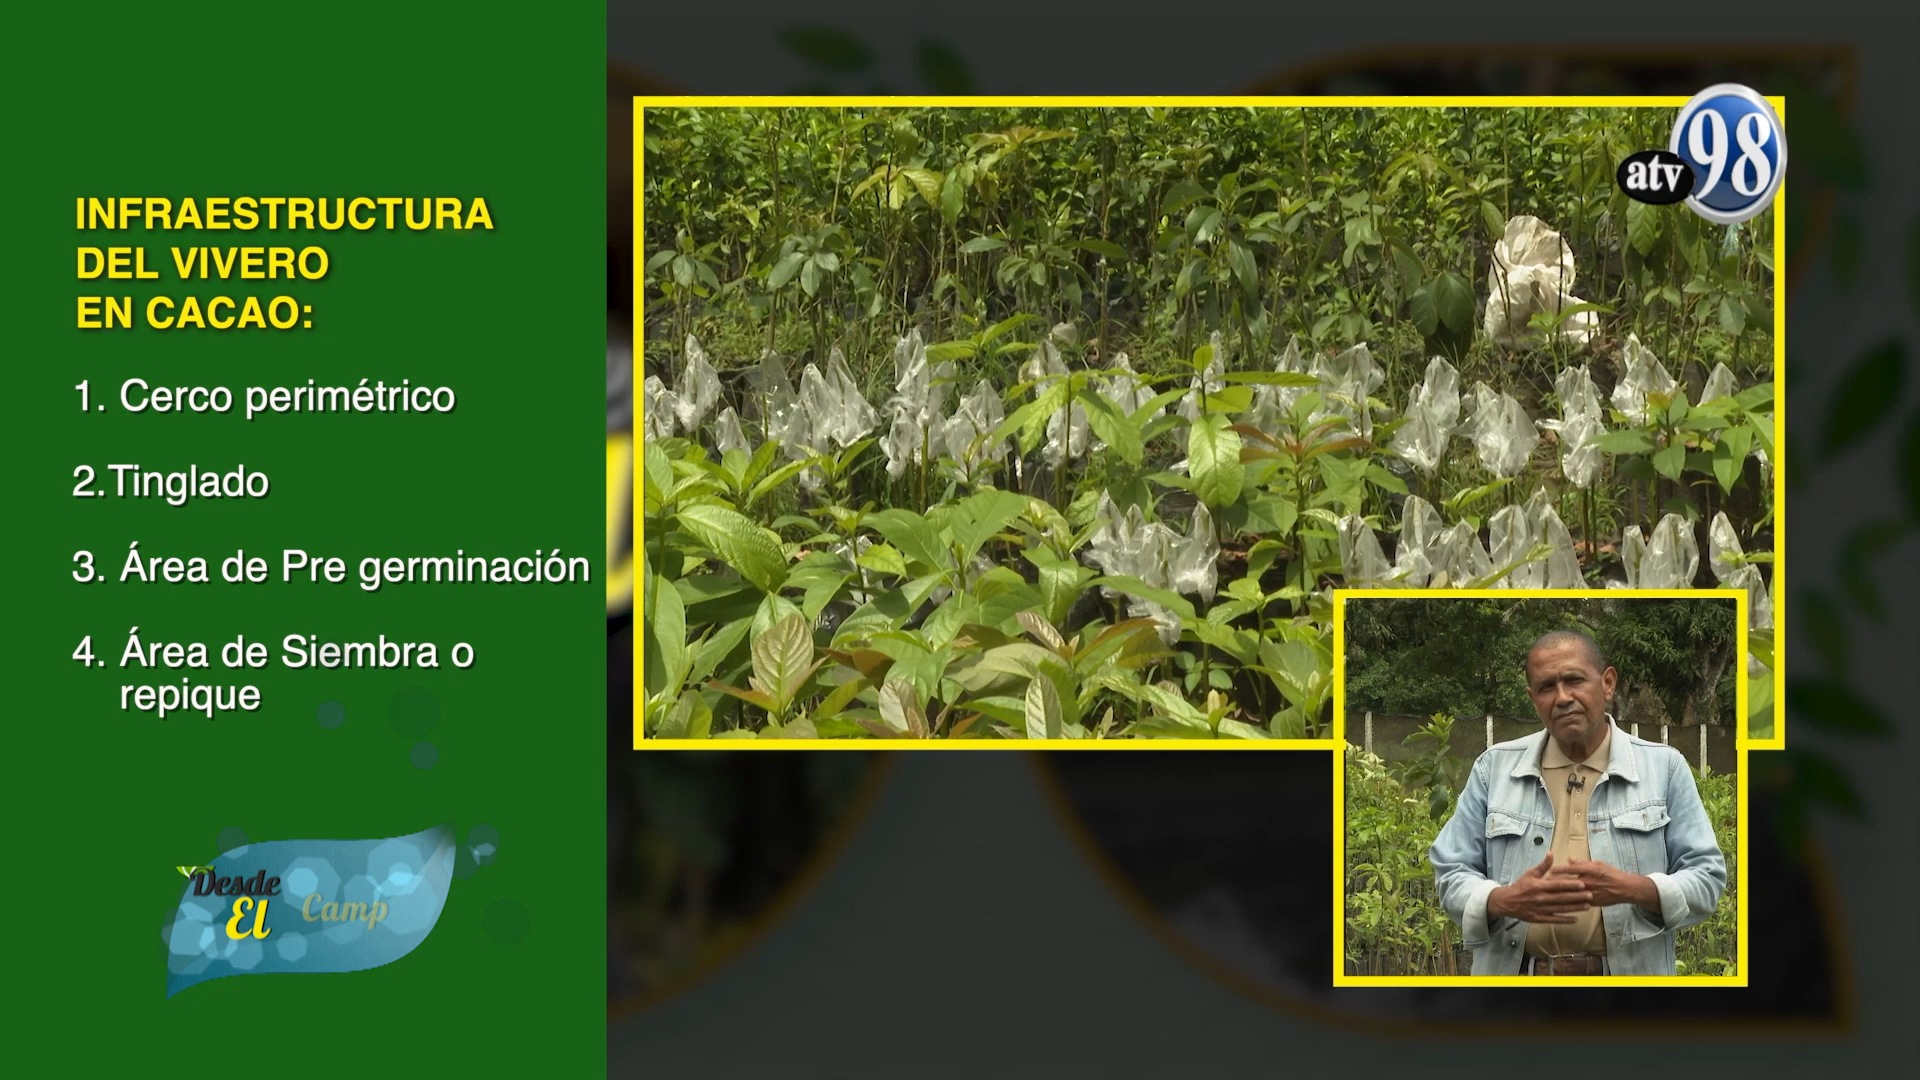 INFRAESTRUCTURA
DEL VIVERO
EN CACAO:
1. Cerco perimétrico
2.Tinglado
3. Área de Pre germinación
4. Área de Siembra o
repique
Desde
El Camp
atv 98